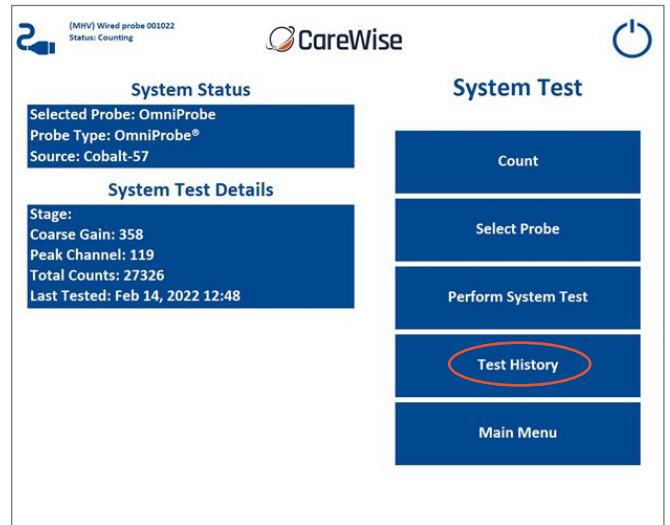 (MHV) Wired probe 001022
Status: Counting
CareWise
System Status
Selected Probe: OmniProbe
Probe Type: OmniProbe®
Source: Cobalt-57
System Test Details
Stage:
Coarse Gain: 358
Peak Channel: 119
Total Counts: 27326
Last Tested: Feb 14, 2022 12:48
System Test
Count
Select Probe
Perform System Test
Test History
Main Menu